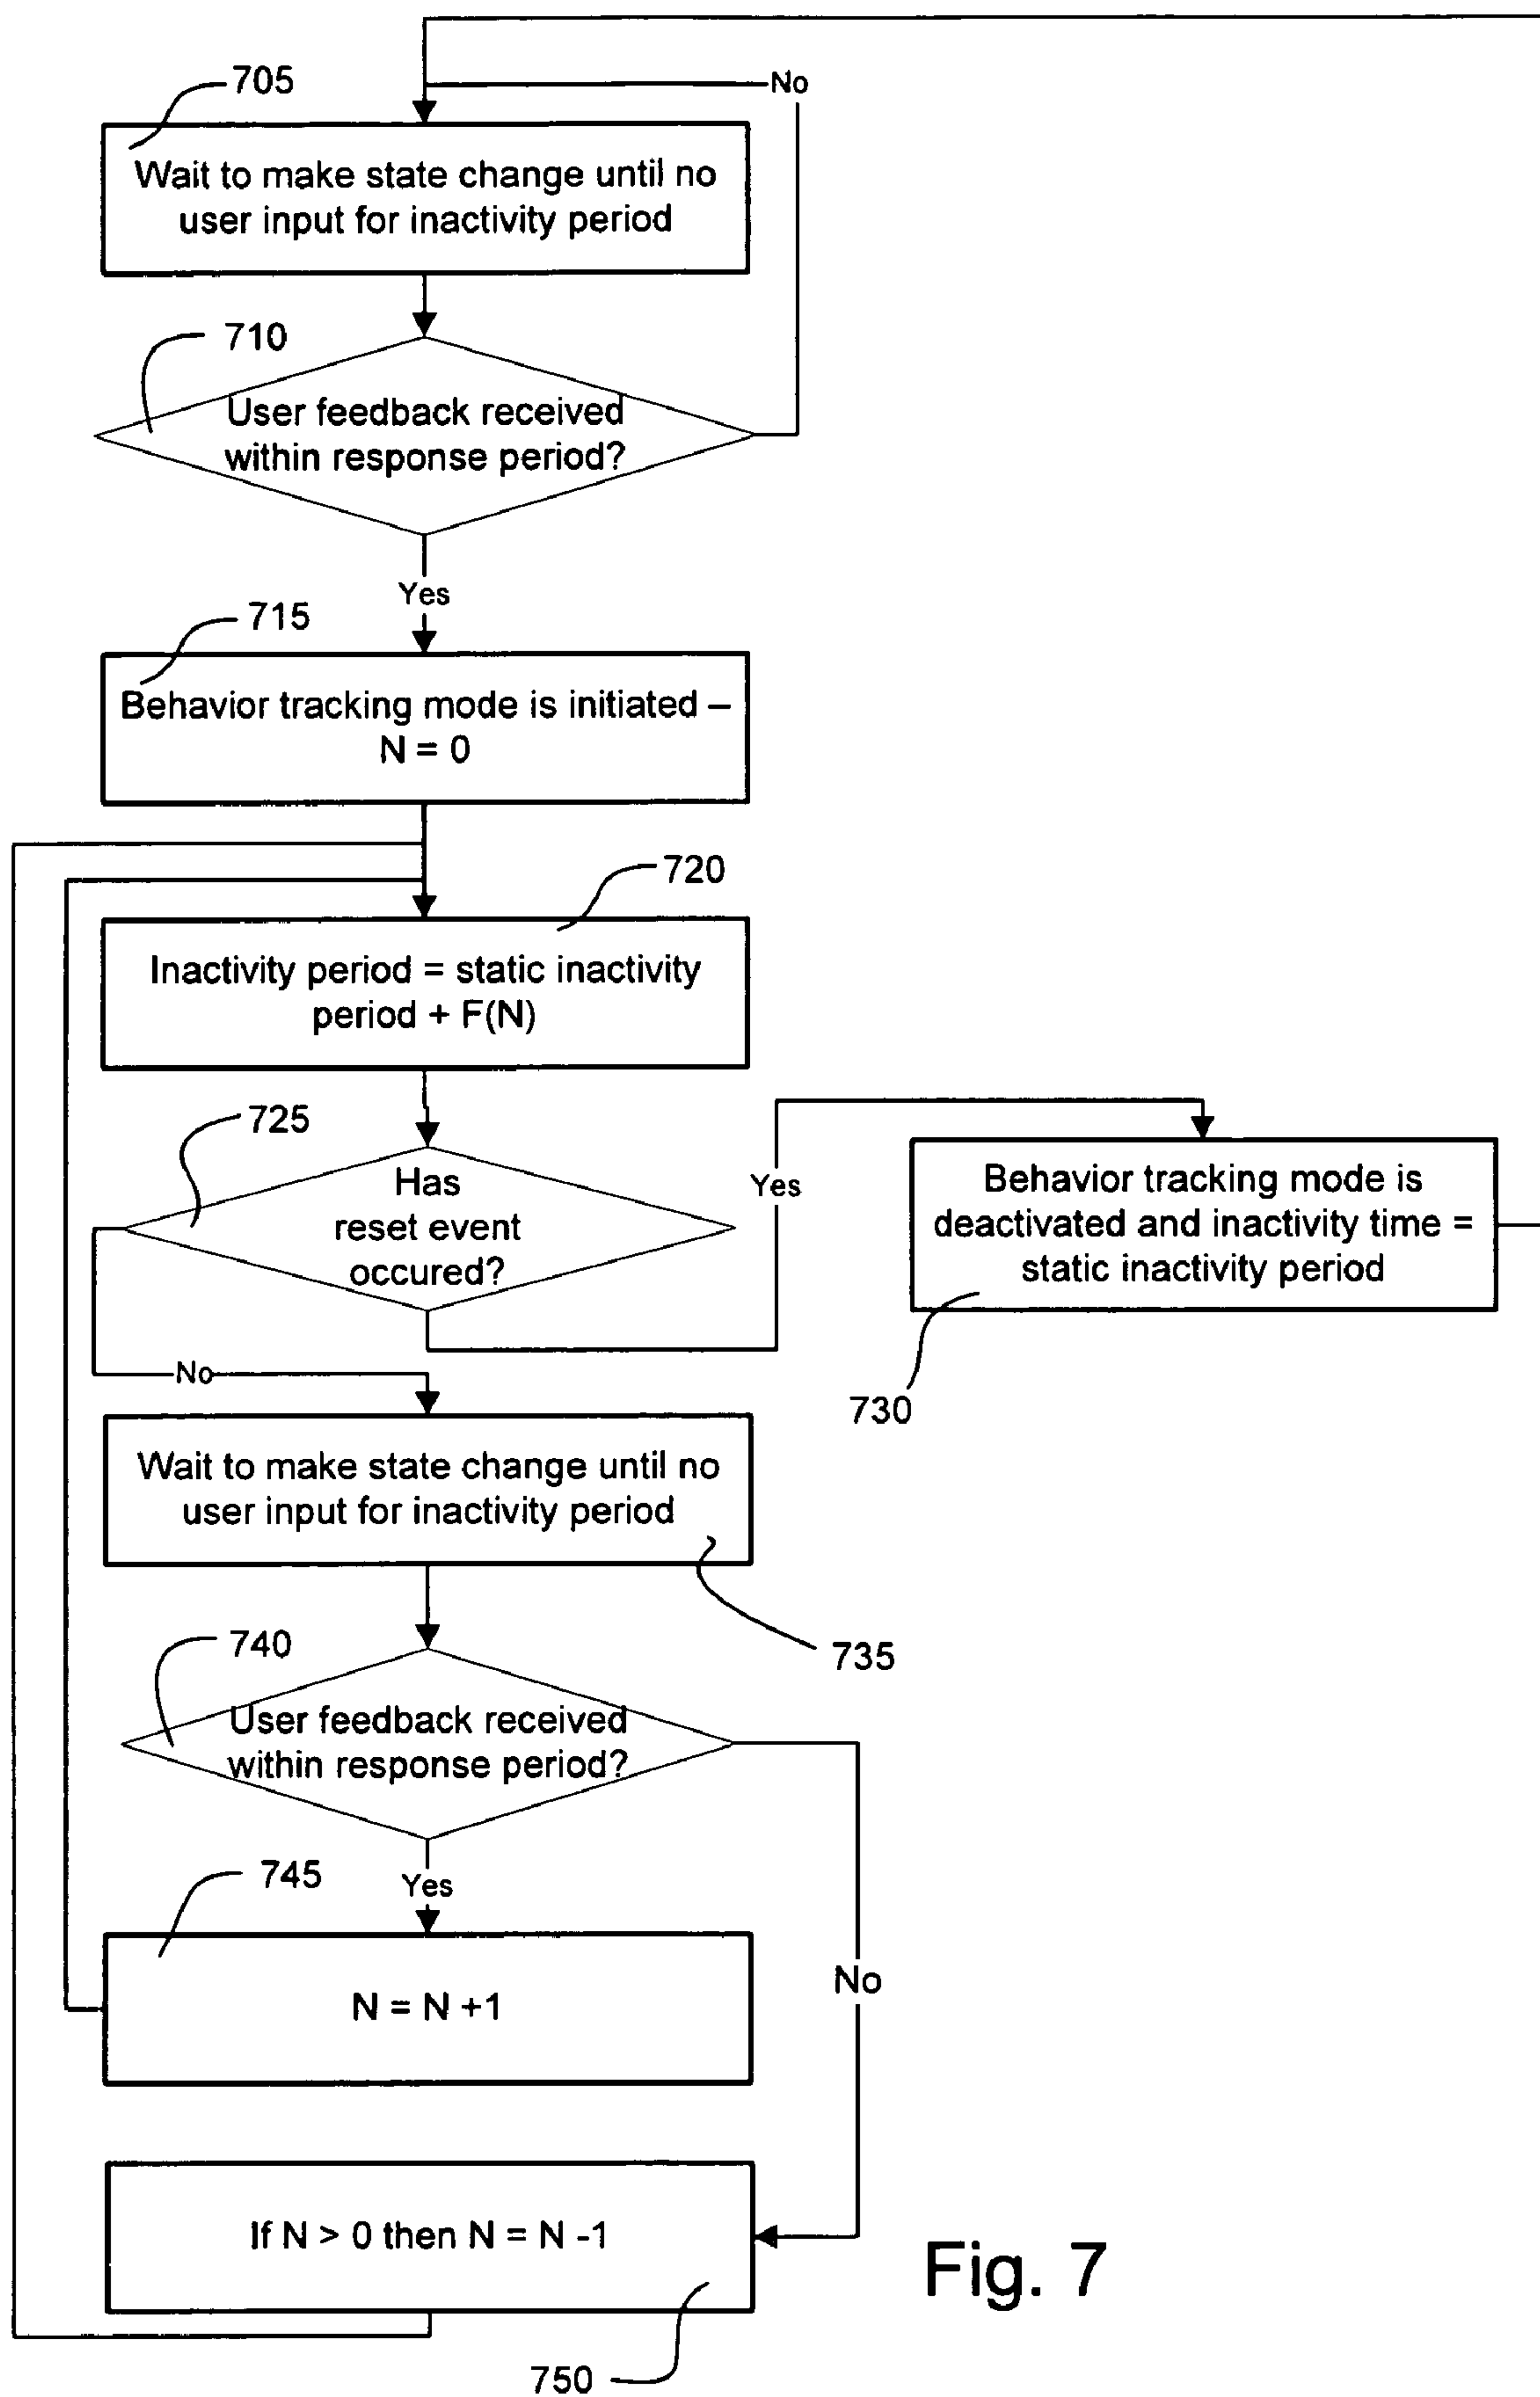 No
705
Wait to make state change until no
user input for inactivity period
710
User feedback received
within response period?
Yes
715
Behavior tracking mode is initiated –
N = 0
720
Inactivity period = static inactivity
period + F(N)
725
Has
reset event
occured?
Yes
Behavior tracking mode is
deactivated and inactivity time =
static inactivity period
730
No
Wait to make state change until no
user input for inactivity period
735
740
User feedback received
within response period?
Yes
745
N = N +1
No
If N > 0 then N = N -1
750
Fig. 7